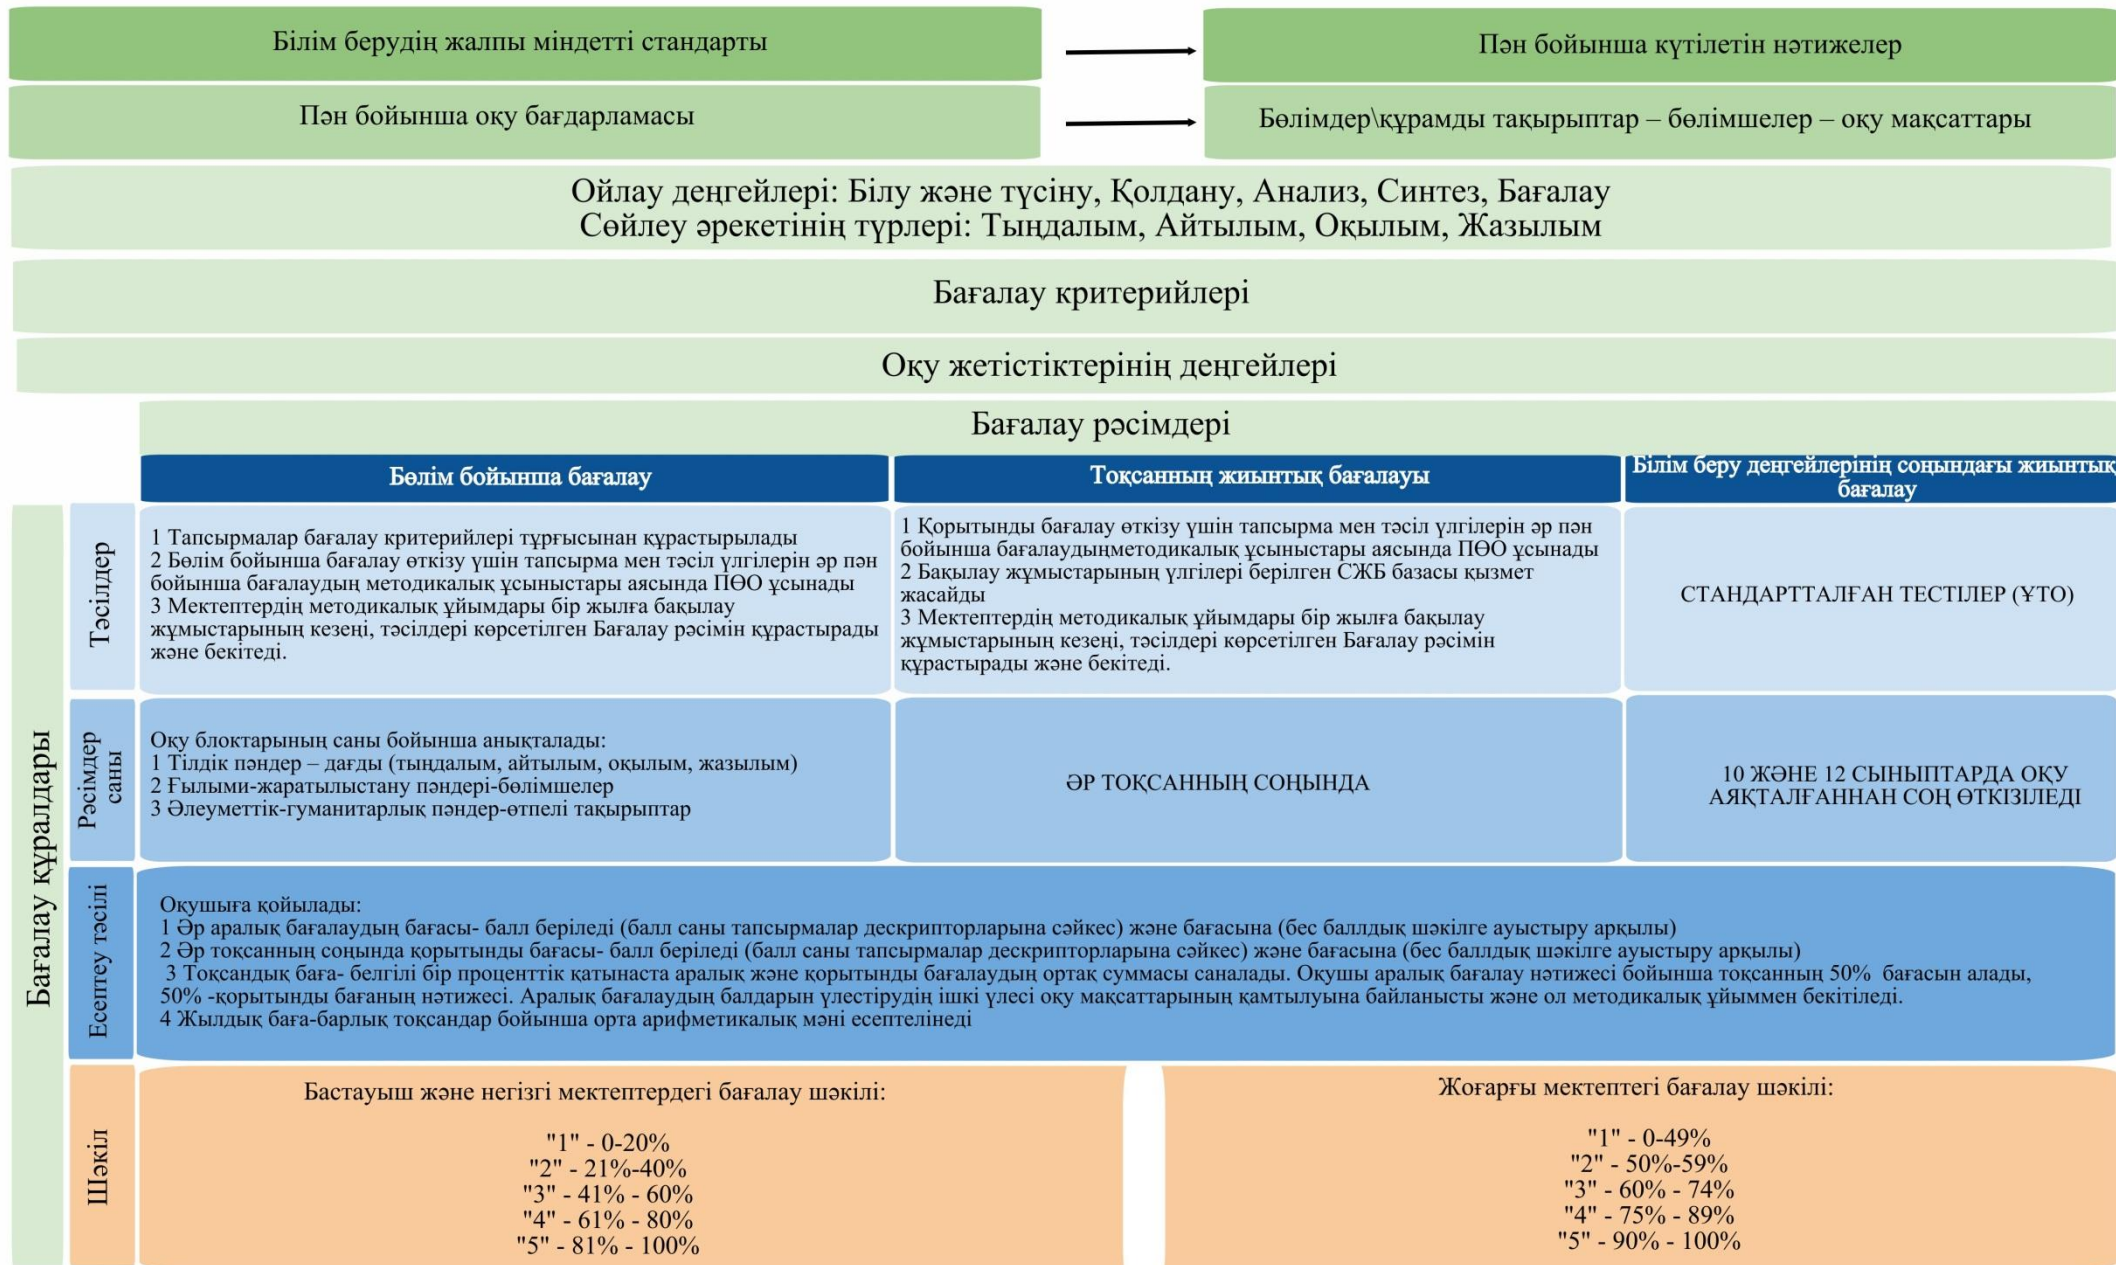 Білім берудің жалпы міндетті стандарты
Пән бойынша күтілетін нәтижелер
Пән бойынша оқу бағдарламасы
Бөлімдер\құрамды тақырыптар – бөлімшелер – оқу мақсаттары
Ойлау деңгейлері: Білу және түсіну, Қолдану, Анализ, Синтез, Бағалау
Сөйлеу әрекетінің түрлері: Тыңдалым, Айтылым, Оқылым, Жазылым
Бағалау критерийлері
Оқу жетістіктерінің деңгейлері
Бағалау рәсімдері
Бөлім бойынша бағалау
Тоқсанның жиынтық бағалауы
Білім беру деңгейлерінің соңындағы жиынтық
бағалау
Бағалау құралдары
Тәсілдер
1 Тапсырмалар бағалау критерийлері тұрғысынан құрастырылады
2 Бөлім бойынша бағалау өткізу үшін тапсырма мен тәсіл үлгілерін әр пән
бойынша бағалаудың методикалық ұсыныстары аясында ПӨО ұсынады
3 Мектептердің методикалық ұйымдары бір жылға бақылау
жұмыстарының кезеңі, тәсілдері көрсетілген Бағалау рәсімін құрастырады
және бекітеді.
1 Қорытынды бағалау өткізу үшін тапсырма мен тәсіл үлгілерін әр пән
бойынша бағалаудыңметодикалық ұсыныстары аясында ПӨО ұсынады
2 Бақылау жұмыстарының үлгілері берілген СЖБ базасы қызмет
жасайды
3 Мектептердің методикалық ұйымдары бір жылға бақылау
жұмыстарының кезеңі, тәсілдері көрсетілген Бағалау рәсімін
құрастырады және бекітеді.
СТАНДАРТТАЛҒАН ТЕСТІЛЕР (ҰТО)
Рәсімдер
саны
Оқу блоктарының саны бойынша анықталады:
1 Тілдік пәндер – дағды (тыңдалым, айтылым, оқылым, жазылым)
2 Ғылыми-жаратылыстану пәндері-бөлімшелер
3 Әлеуметтік-гуманитарлық пәндер-өтпелі тақырыптар
ӘР ТОҚСАННЫҢ СОҢЫНДА
10 ЖӘНЕ 12 СЫНЫПТАРДА ОҚУ
АЯҚТАЛҒАННАН СОҢ ӨТКІЗІЛЕДІ
Есептеу тәсілі
Оқушыға қойылады:
1 Әр аралық бағалаудың бағасы- балл беріледі (балл саны тапсырмалар дескрипторларына сәйкес) және бағасына (бес баллдық шәкілге ауыстыру арқылы)
2 Әр тоқсанның соңында қорытынды бағасы- балл беріледі (балл саны тапсырмалар дескрипторларына сәйкес) және бағасына (бес баллдық шәкілге ауыстыру арқылы)
3 Тоқсандық баға- белгілі бір проценттік қатынаста аралық және қорытынды бағалаудың ортақ суммасы саналады. Оқушы аралық бағалау нәтижесі бойынша тоқсанның 50% бағасын алады,
50% -қорытынды бағаның нәтижесі. Аралық бағалаудың балдарын үлестірудің ішкі үлесі оқу мақсаттарының қамтылуына байланысты және ол методикалық ұйыммен бекітіледі.
4 Жылдық баға-барлық тоқсандар бойынша орта арифметикалық мәні есептелінеді
Шәкіл
Бастауыш және негізгі мектептердегі бағалау шәкілі:
"1" - 0-20%
"2" - 21%-40%
"3" - 41% - 60%
"4" - 61% - 80%
"5" - 81% - 100%
Жоғарғы мектептегі бағалау шәкілі:
"1" - 0-49%
"2" - 50%-59%
"3" - 60% - 74%
"4" - 75% - 89%
"5" - 90% - 100%